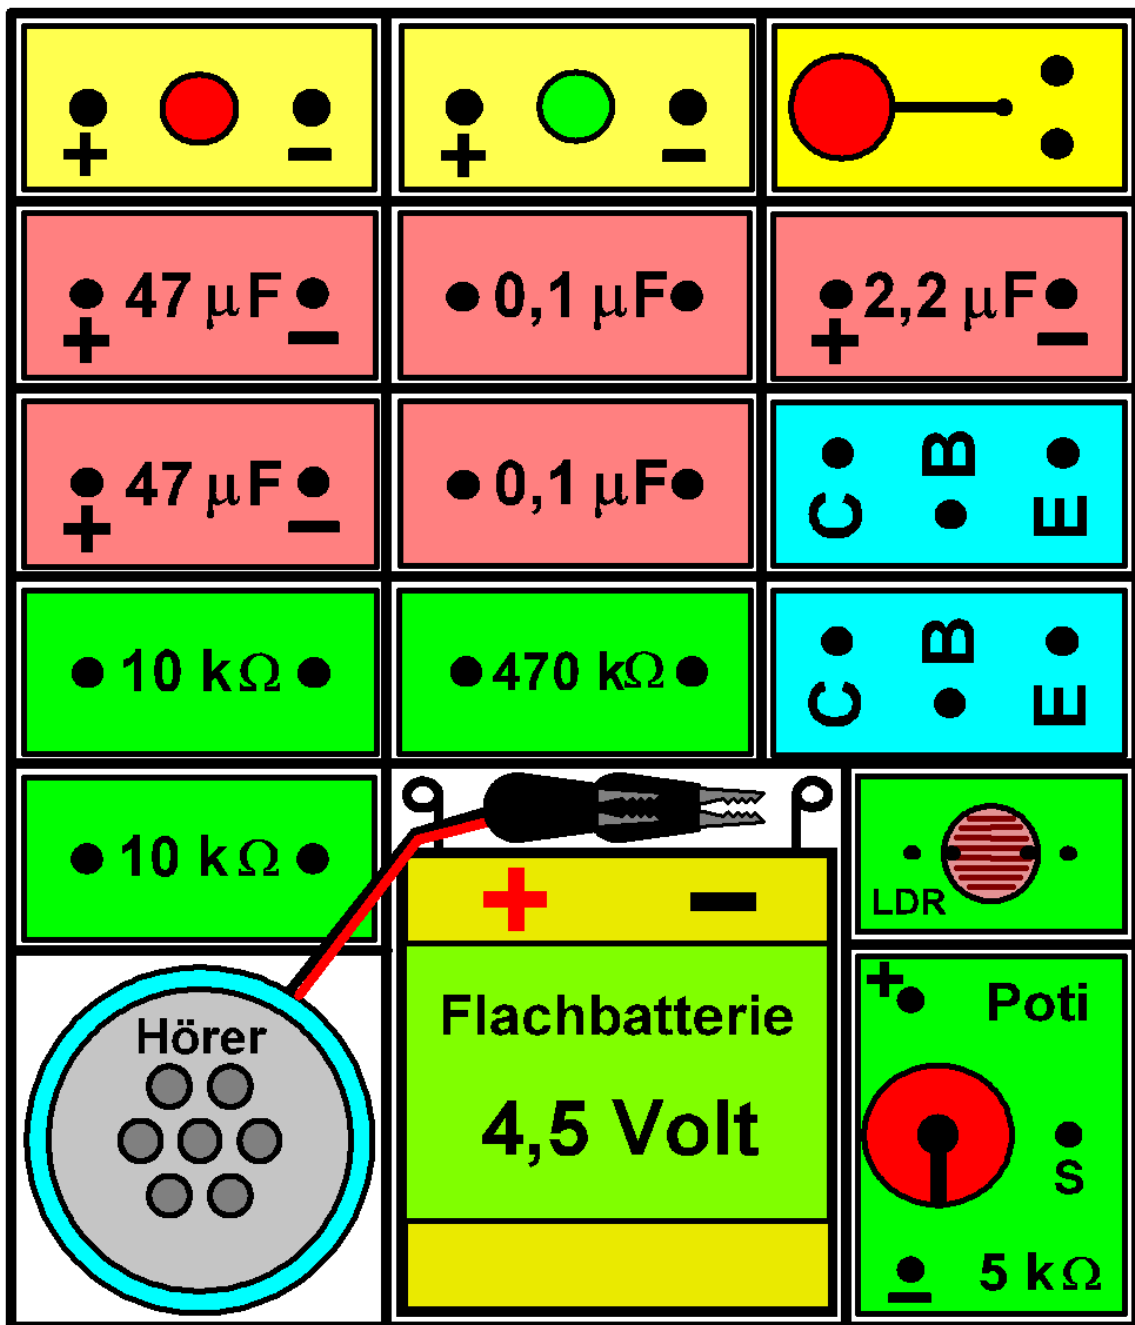 + −
+ −
47 µF
+ −
0,1 µF
2,2 µF
+ −
47 µF
+ −
0,1 µF
C B E
10 kΩ
470 kΩ
C B E
10 kΩ
+ −
LDR
Hörer
Flachbatterie
4,5 Volt
+ Poti
S
− 5 kΩ